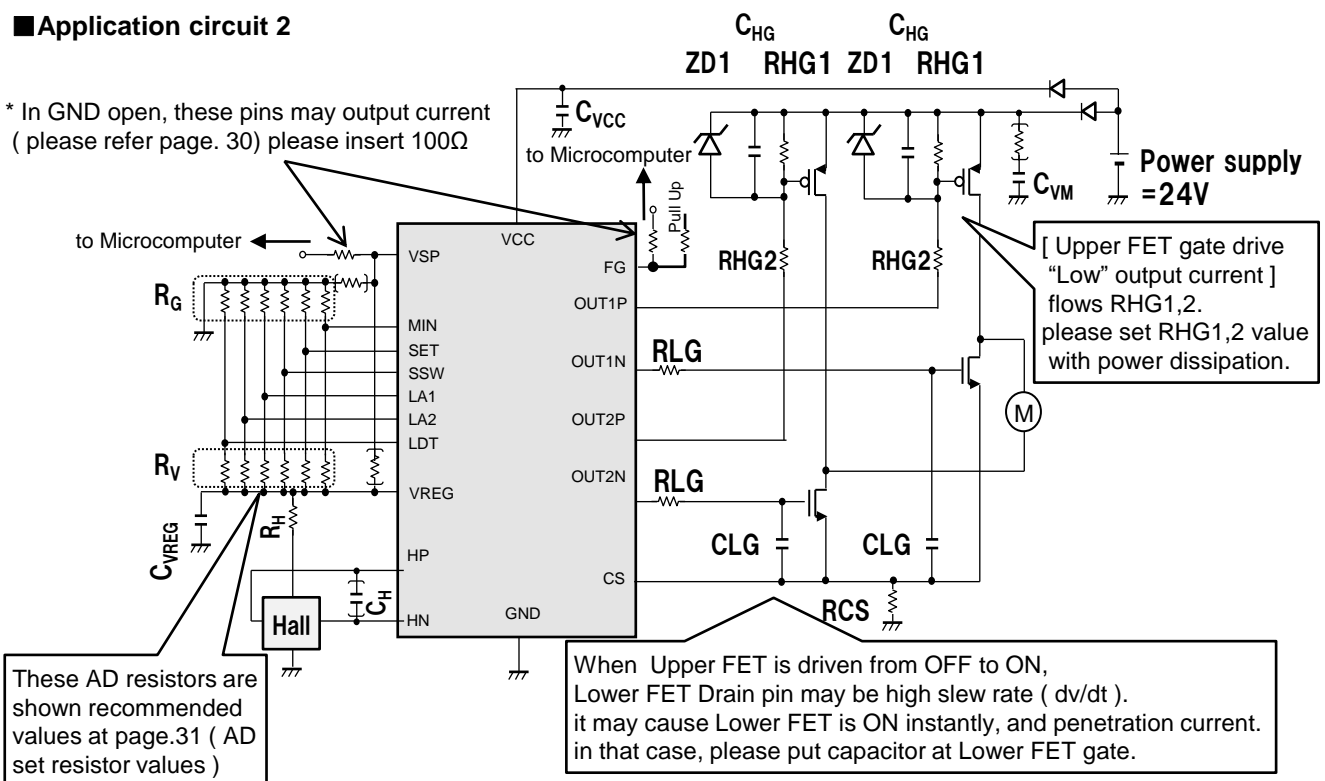 ■Application circuit 2
C_HG C_HG
ZD1 RHG1 ZD1 RHG1
* In GND open, these pins may output current
( please refer page. 30) please insert 100Ω
C_VCC
to Microcomputer
Pull Up
C_VM
Power supply
=24V
to Microcomputer
VCC
VSP
FG
RHG2
RHG2
[ Upper FET gate drive
“Low” output current ]
flows RHG1,2.
please set RHG1,2 value
with power dissipation.
R_G
OUT1P
MIN
SET
SSW
LA1
LA2
LDT
OUT1N
RLG
OUT2P
M
R_V
OUT2N
RLG
VREG
C_VREG
R_H
HP
C_H
CLG
CLG
CS
Hall
HN
GND
RCS
These AD resistors are
shown recommended
values at page.31 ( AD
set resistor values )
When Upper FET is driven from OFF to ON,
Lower FET Drain pin may be high slew rate ( dv/dt ).
it may cause Lower FET is ON instantly, and penetration current.
in that case, please put capacitor at Lower FET gate.